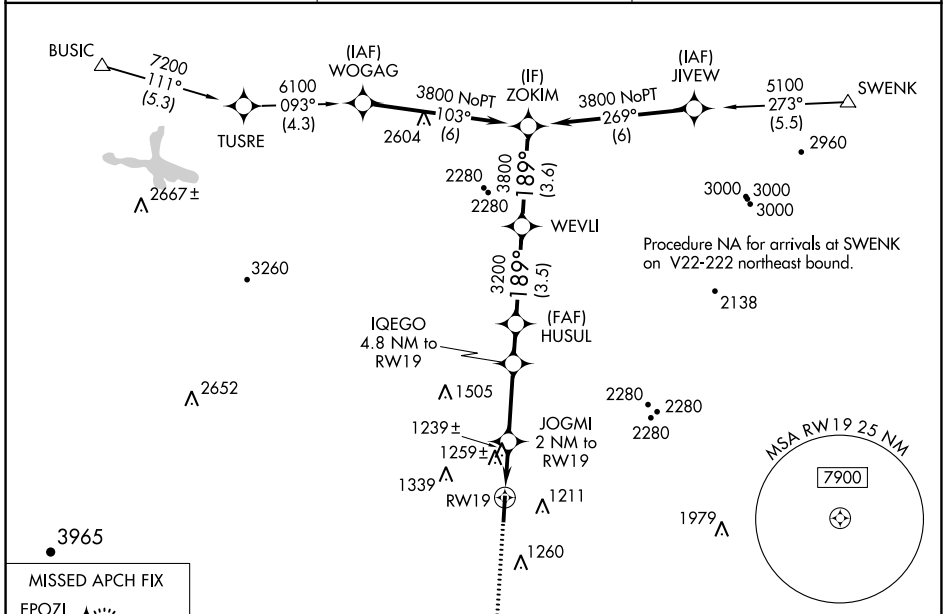 BUSIC
7200
111°
(5.3)
TUSRE
6100
093°
(4.3)
(IAF)
WOGAG
3800 NoPT
103°
(6)
2604
(IF)
ZOKIM
3800 NoPT
269°
(6)
(IAF)
JIVEW
5100
273°
(5.5)
SWENK
2960
2667±
2280
2280
3800
189°
(3.6)
WEVLI
3000
3000
3000
Procedure NA for arrivals at SWENK
on V22-222 northeast bound.
3260
3200
189°
(3.5)
2138
(FAF)
HUSUL
IQEGO
4.8 NM to
RW19
2652
1505
2280
2280
2280
1239±
1259±
JOGMI
2 NM to
RW19
1339
RW19
1211
1260
1979
MSA RW19 25 NM
7900
3965
MISSED APCH FIX
EPOZI